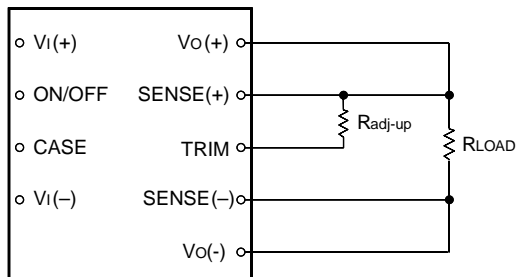 VI(+) VO(+)
ON/OFF SENSE(+)
Radj-up
CASE TRIM
RLOAD
VI(–) SENSE(–)
VO(-)